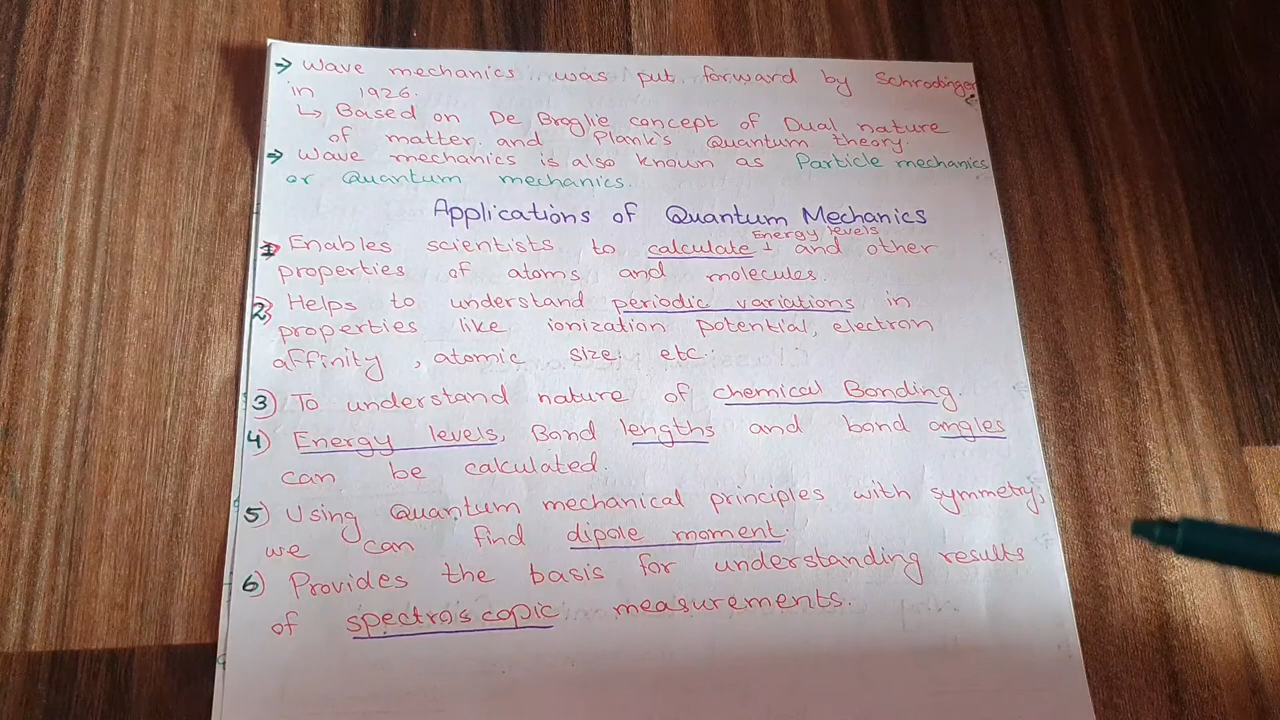 → Wave mechanics was put forward by Schrodinger
in 1926.
↳ Based on De Broglie concept of Dual nature
of matter and Plank's Quantum theory.
→ Wave mechanics is also known as Particle mechanics
or Quantum mechanics.
Applications of Quantum Mechanics
Energy levels
1) Enables scientists to calculate ⊥ and other
properties of atoms and molecules.
2) Helps to understand periodic variations in
properties like ionization potential, electron
affinity, atomic size etc.
3) To understand nature of chemical Bonding.
4) Energy levels, Bond lengths and bond angles
can be calculated.
5) Using Quantum mechanical principles with symmetry,
we can find dipole moment.
6) Provides the basis for understanding results
of spectroscopic measurements.